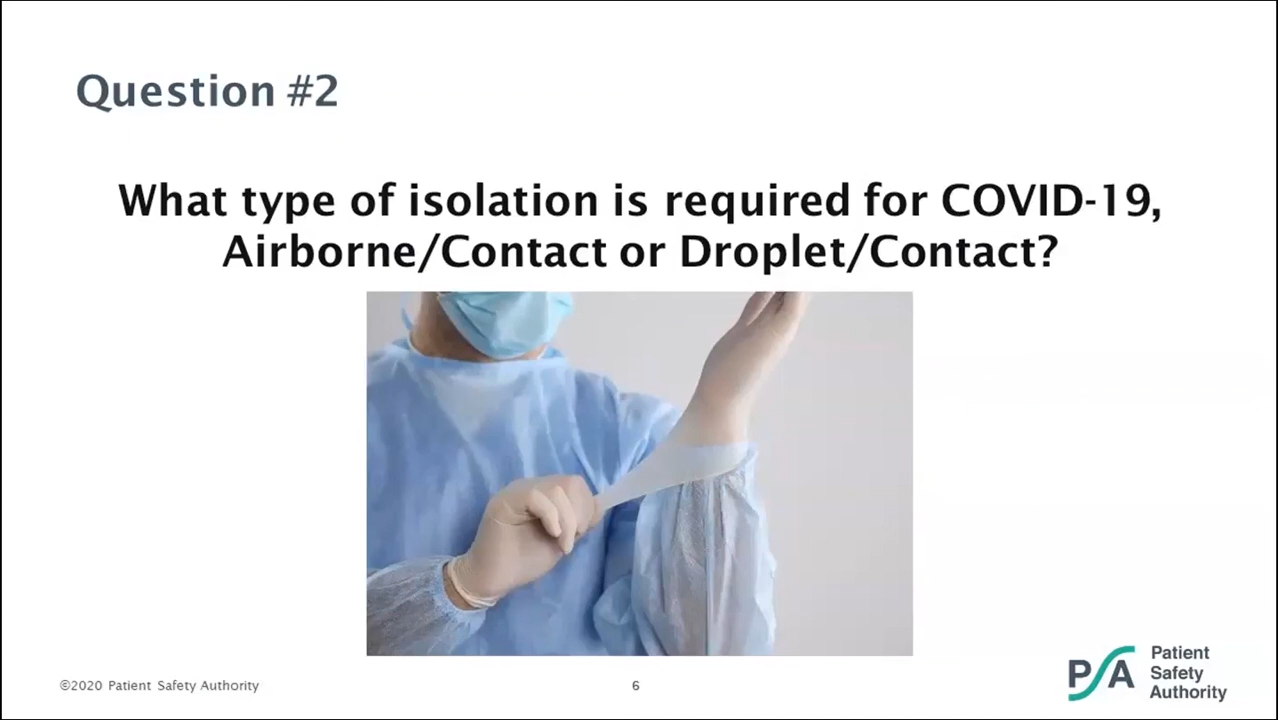 Question #2
What type of isolation is required for COVID-19,
Airborne/Contact or Droplet/Contact?
©2020 Patient Safety Authority
6
PSA
Patient
Safety
Authority